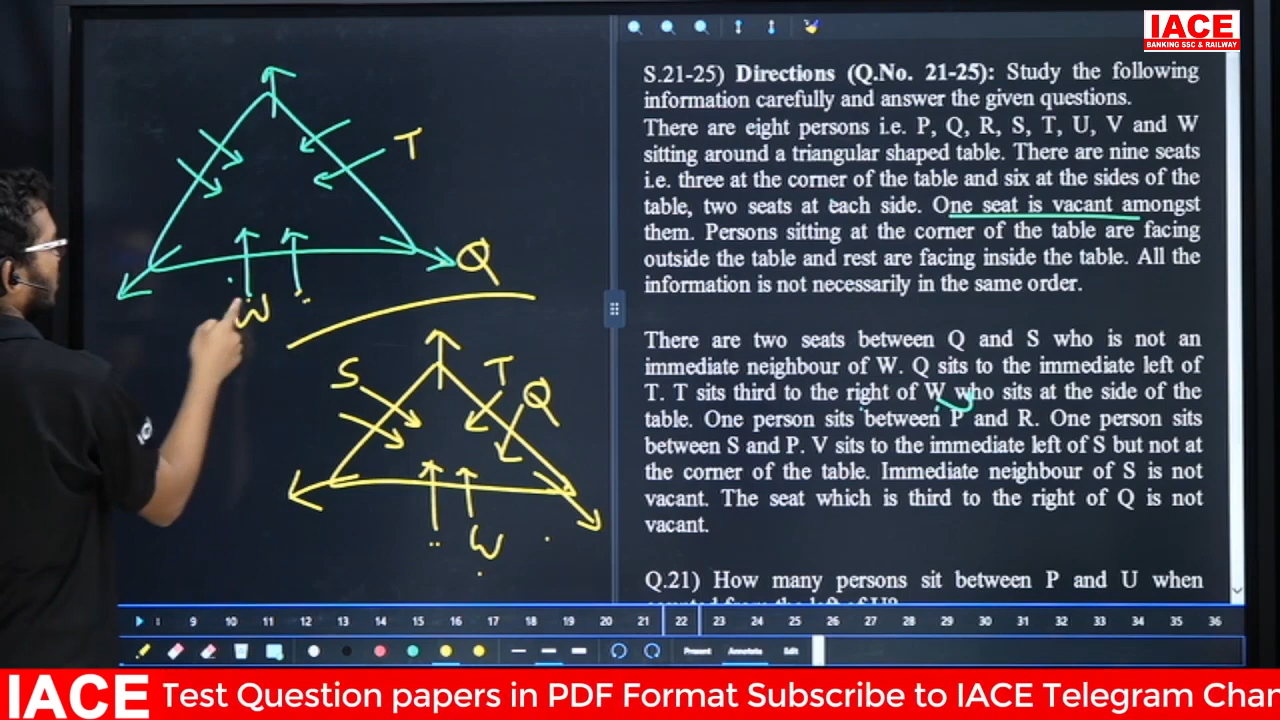 IACE
BANKING SSC & RAILWAY
S.21-25) Directions (Q.No. 21-25): Study the following
information carefully and answer the given questions.
There are eight persons i.e. P, Q, R, S, T, U, V and W
sitting around a triangular shaped table. There are nine seats
i.e. three at the corner of the table and six at the sides of the
table, two seats at each side. One seat is vacant amongst
them. Persons sitting at the corner of the table are facing
outside the table and rest are facing inside the table. All the
information is not necessarily in the same order.
There are two seats between Q and S who is not an
immediate neighbour of W. Q sits to the immediate left of
T. T sits third to the right of W who sits at the side of the
table. One person sits between P and R. One person sits
between S and P. V sits to the immediate left of S but not at
the corner of the table. Immediate neighbour of S is not
vacant. The seat which is third to the right of Q is not
vacant.
Q.21) How many persons sit between P and U when
T
Q
W
S
T
Q
W
9 10 11 12 13 14 15 16 17 18 19 20 21 22 23 24 25 26 27 28 29 30 31 32 33 34 35 36
Present Annotate Edit
IACE Test Question papers in PDF Format Subscribe to IACE Telegram Chan